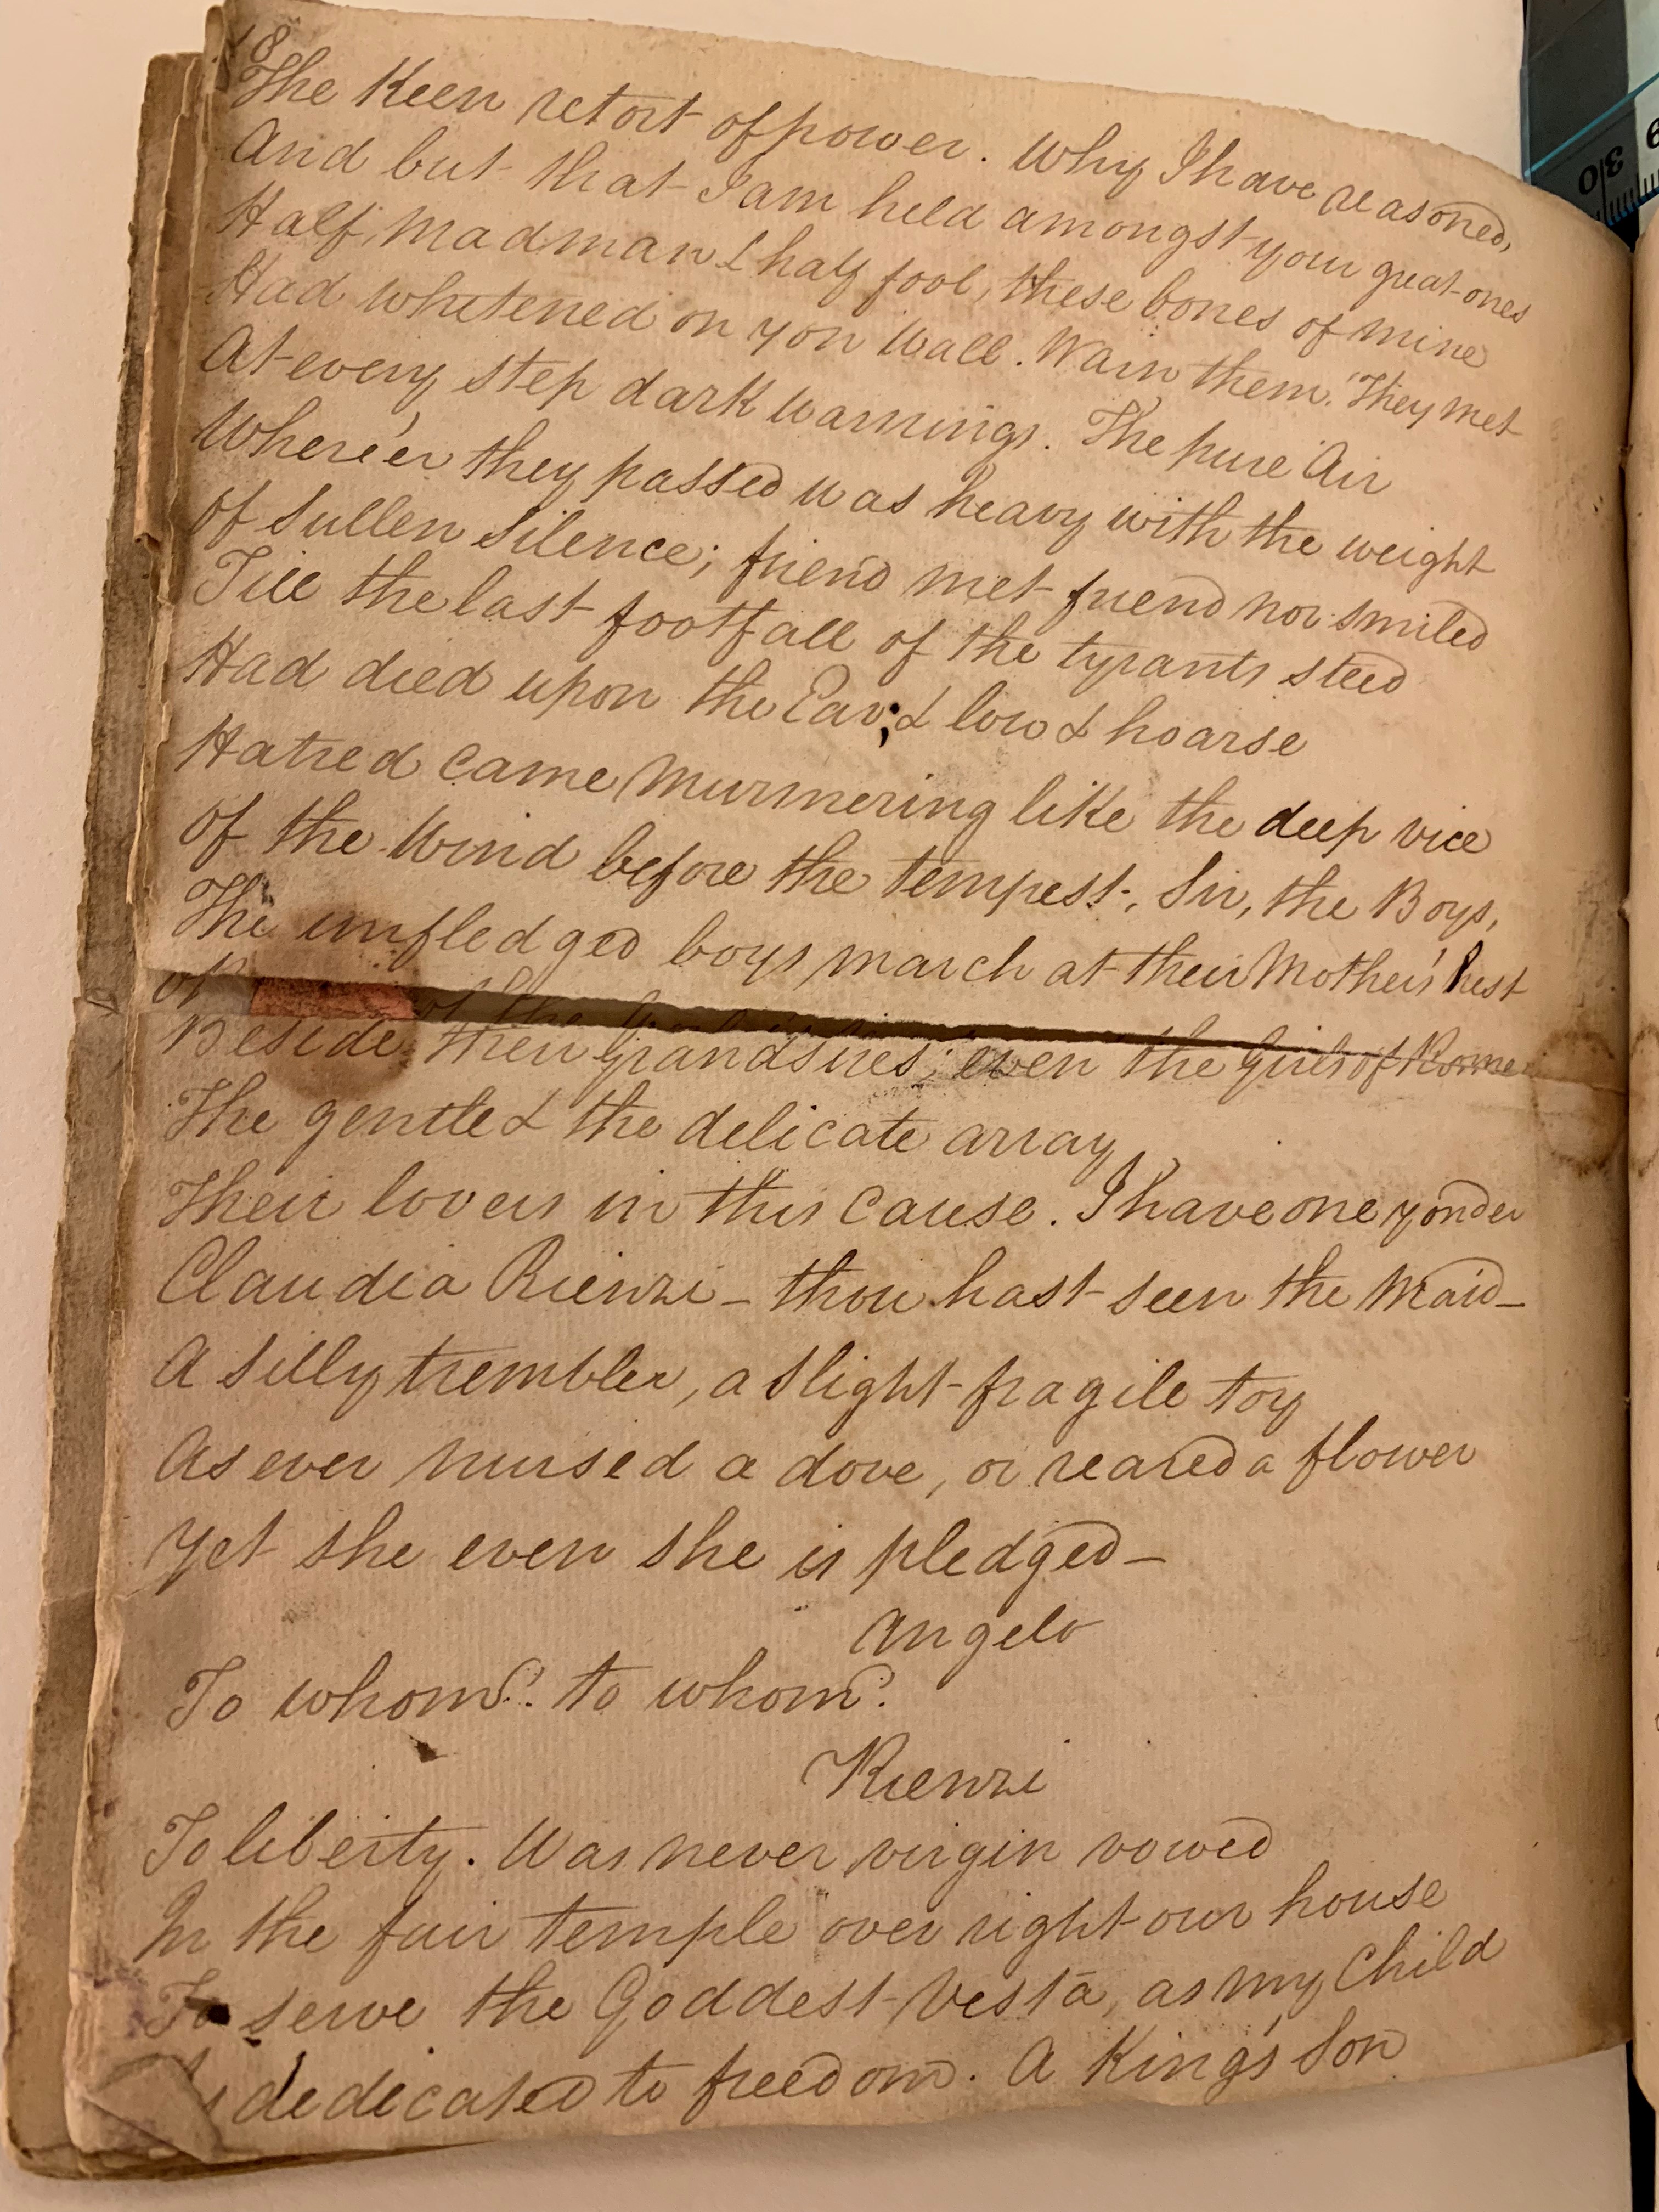 18
The Keen retort of power. Why I have reasoned,
And but that I am held amongst your great ones
Half Madman & half fool, these bones of mine
Had whitened on yon Wall. Warn them! They met
At every step dark warnings. The pure Air
Where'er they passed was heavy with the weight
Of Sullen Silence; friend met friend nor smiled
Till the last footfall of the tyrants steed
Had died upon the Ear; & low & hoarse
Hatred came Murmering like the deep vice
Of the Wind before the tempest. Sir, the Boys,
The unfledged boys march at their Mother's hest
Beside their Grandsires; even the Girls of Rome
The gentle & the delicate array
Their lovers in this Cause. I have one yonder
Claudia Rienzi – thou hast seen the Maid –
A Silly trembler, a slight fragile toy
As ever nursed a dove, or reared a flower
Yet she even she is pledged –
Angelo
To whom? to whom?
Rienzi
To liberty. Was never virgin vowed
In the fair temple over right our house
To serve the Goddest Vesta, as my Child
dedicated to freedom. A King's Son